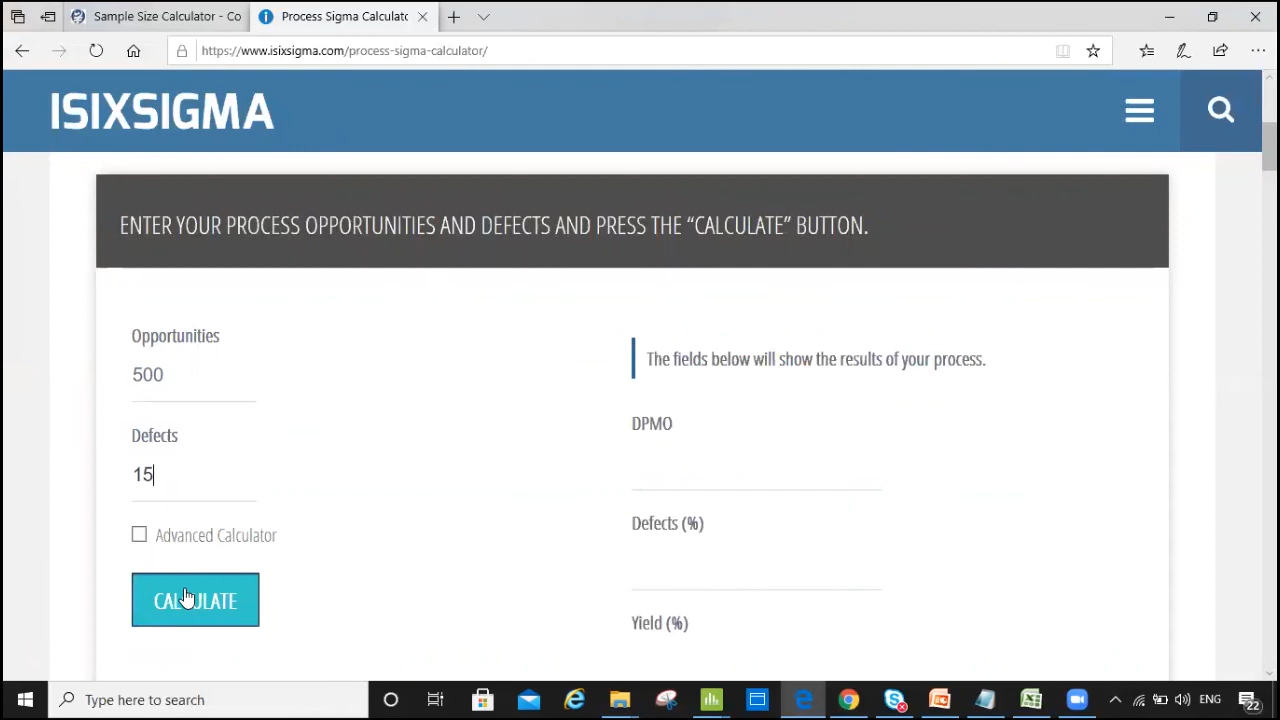 Sample Size Calculator - Co
Process Sigma Calculato
https://www.isixsigma.com/process-sigma-calculator/
ISIXSIGMA
ENTER YOUR PROCESS OPPORTUNITIES AND DEFECTS AND PRESS THE “CALCULATE” BUTTON.
Opportunities
500
The fields below will show the results of your process.
DPMO
Defects
15
Defects (%)
Advanced Calculator
CALCULATE
Yield (%)
Type here to search
ENG
22